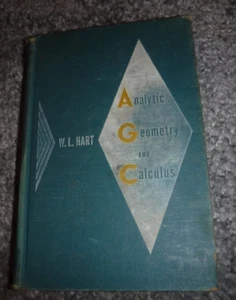 Analytic
W. L. HART
Geometry
AND
Calculus